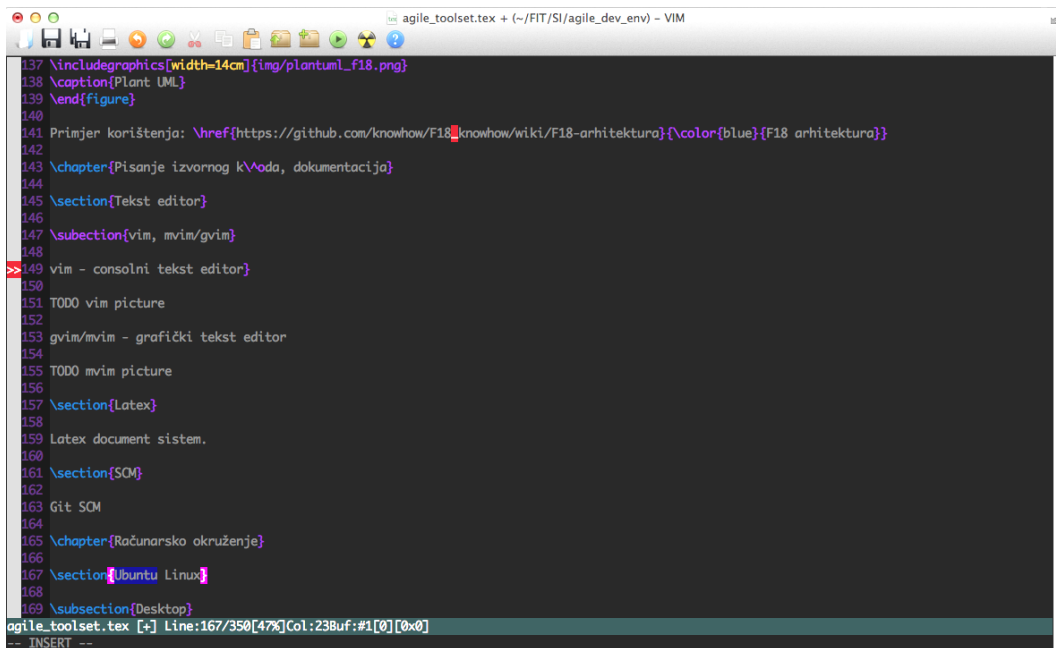 agile_toolset.tex + (~/FIT/SI/agile_dev_env) – VIM
137 \includegraphics[width=14cm]{img/plantuml_f18.png}
138 \caption{Plant UML}
139 \end{figure}
140
141 Primjer korištenja: \href{https://github.com/knowhow/F18_knowhow/wiki/F18-arhitektura}{\color{blue}{F18 arhitektura}}
142
143 \chapter{Pisanje izvornog k\^oda, dokumentacija}
144
145 \section{Tekst editor}
146
147 \subection{vim, mvim/gvim}
148
>>149 vim - consolni tekst editor}
150
151 TODO vim picture
152
153 gvim/mvim - grafički tekst editor
154
155 TODO mvim picture
156
157 \section{Latex}
158
159 Latex document sistem.
160
161 \section{SCM}
162
163 Git SCM
164
165 \chapter{Računarsko okruženje}
166
167 \section{Ubuntu Linux}
168
169 \subsection{Desktop}
agile_toolset.tex [+] Line:167/350[47%]Col:23Buf:#1[0][0x0]
-- INSERT --